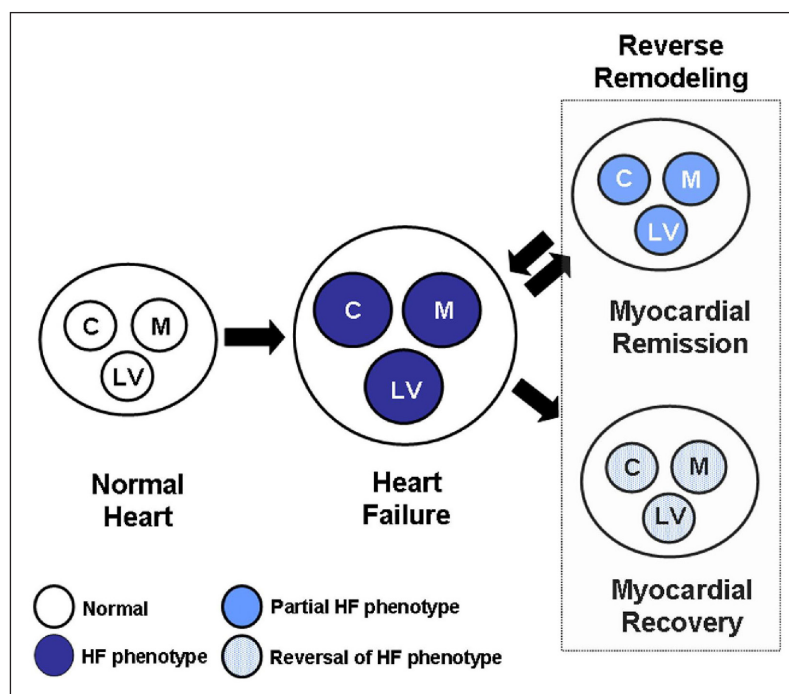 Reverse
Remodeling
C M
LV
Myocardial
Remission
C M
LV
Normal
Heart
C M
LV
Heart
Failure
C M
LV
Myocardial
Recovery
Normal
HF phenotype
Partial HF phenotype
Reversal of HF phenotype